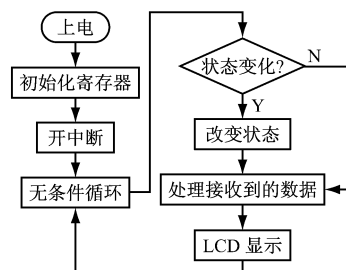 上电
初始化寄存器
开中断
无条件循环
状态变化?
N
Y
改变状态
处理接收到的数据
LCD 显示